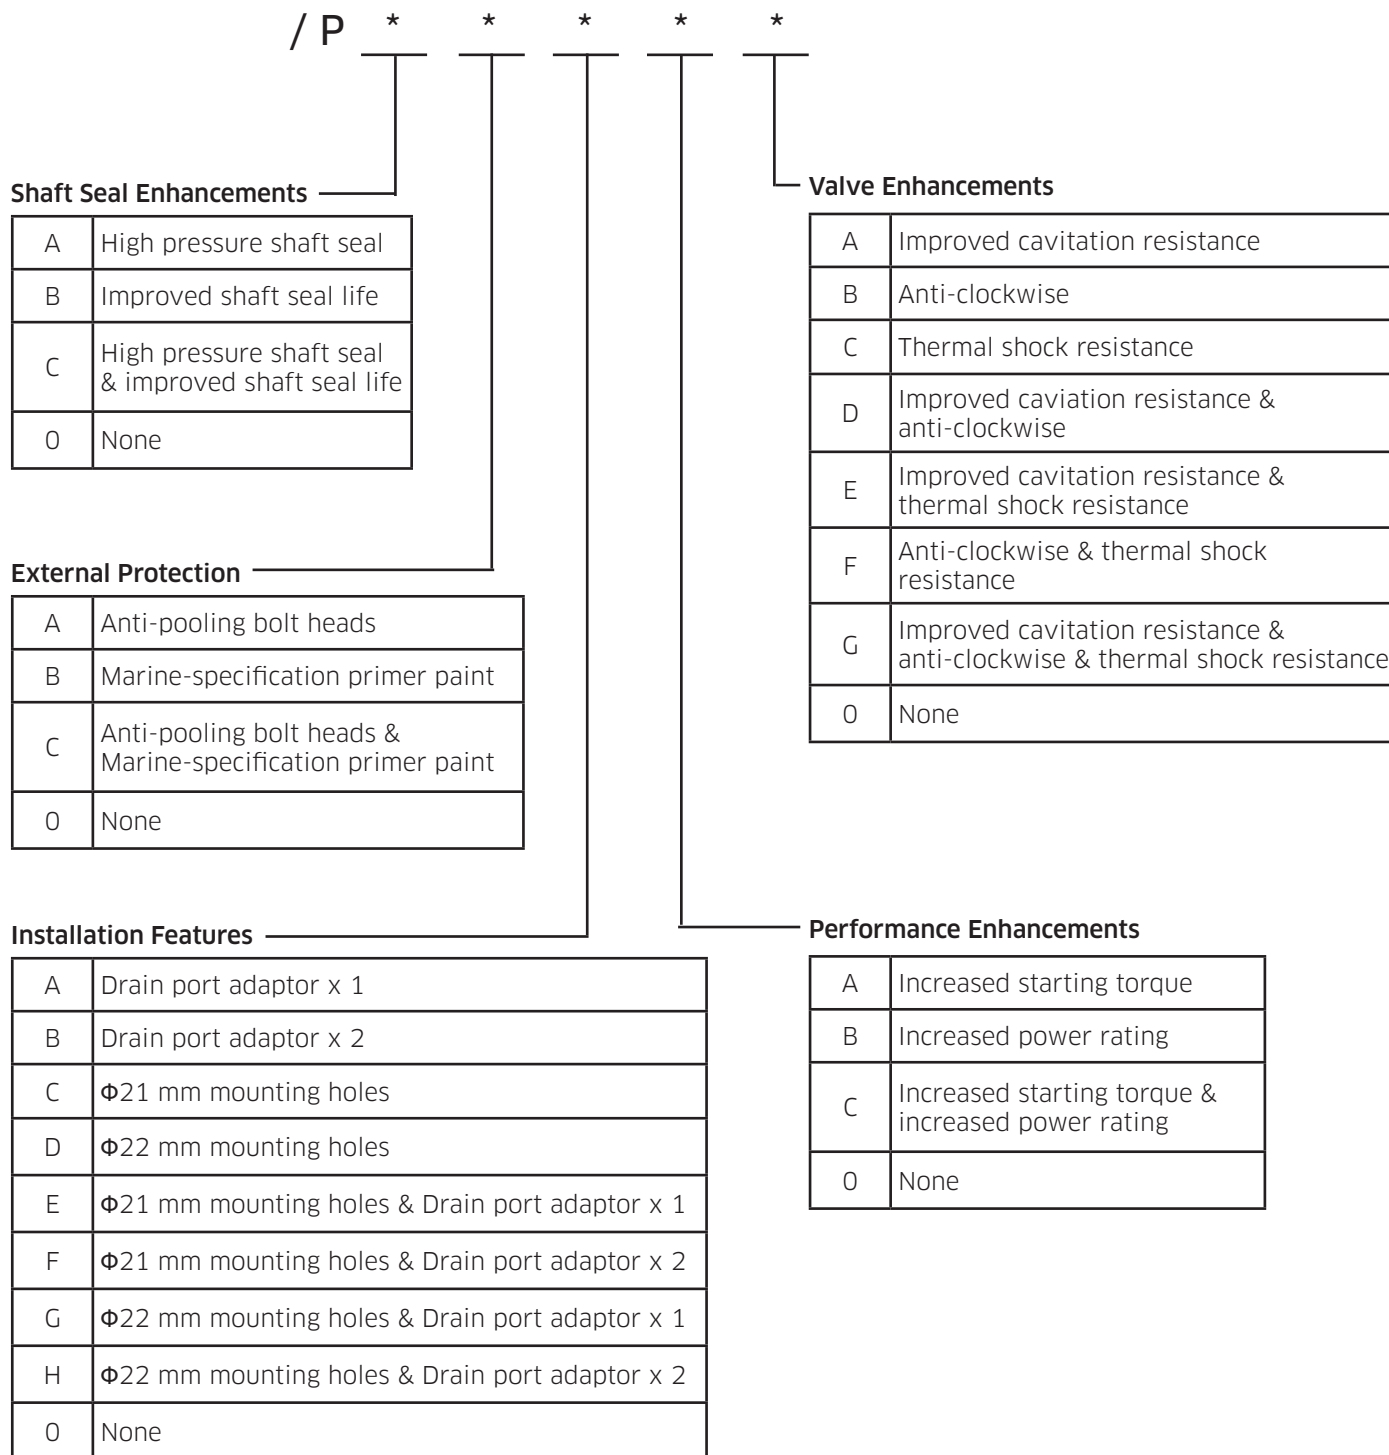 / P * * * * *
Shaft Seal Enhancements
A High pressure shaft seal
B Improved shaft seal life
C High pressure shaft seal
& improved shaft seal life
0 None
External Protection
A Anti-pooling bolt heads
B Marine-specification primer paint
C Anti-pooling bolt heads &
Marine-specification primer paint
0 None
Installation Features
A Drain port adaptor x 1
B Drain port adaptor x 2
C Φ21 mm mounting holes
D Φ22 mm mounting holes
E Φ21 mm mounting holes & Drain port adaptor x 1
F Φ21 mm mounting holes & Drain port adaptor x 2
G Φ22 mm mounting holes & Drain port adaptor x 1
H Φ22 mm mounting holes & Drain port adaptor x 2
0 None
Valve Enhancements
A Improved cavitation resistance
B Anti-clockwise
C Thermal shock resistance
D Improved caviation resistance &
anti-clockwise
E Improved cavitation resistance &
thermal shock resistance
F Anti-clockwise & thermal shock
resistance
G Improved cavitation resistance &
anti-clockwise & thermal shock resistance
0 None
Performance Enhancements
A Increased starting torque
B Increased power rating
C Increased starting torque &
increased power rating
0 None